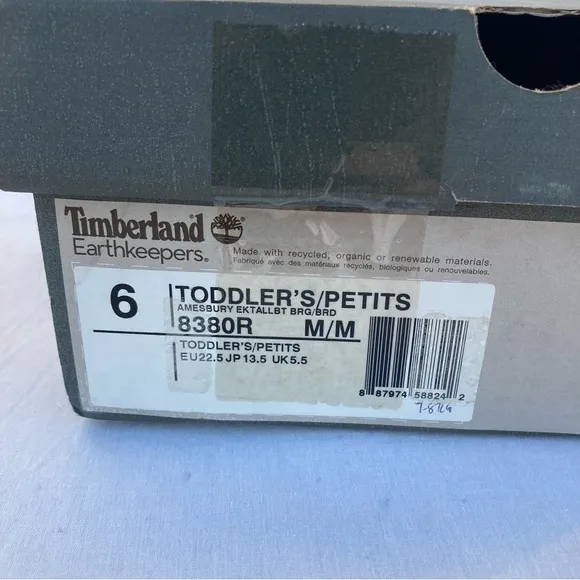 Timberland
Earthkeepers®
Made with recycled, organic or renewable materials.
Fabriqué avec des matériaux recyclés, biologiques ou renouvelables.
6
TODDLER'S/PETITS
AMESBURY EKTALLBT BRG/BRD
8380R M/M
TODDLER'S/PETITS
EU22.5 JP13.5 UK5.5
8 87974 58824 2